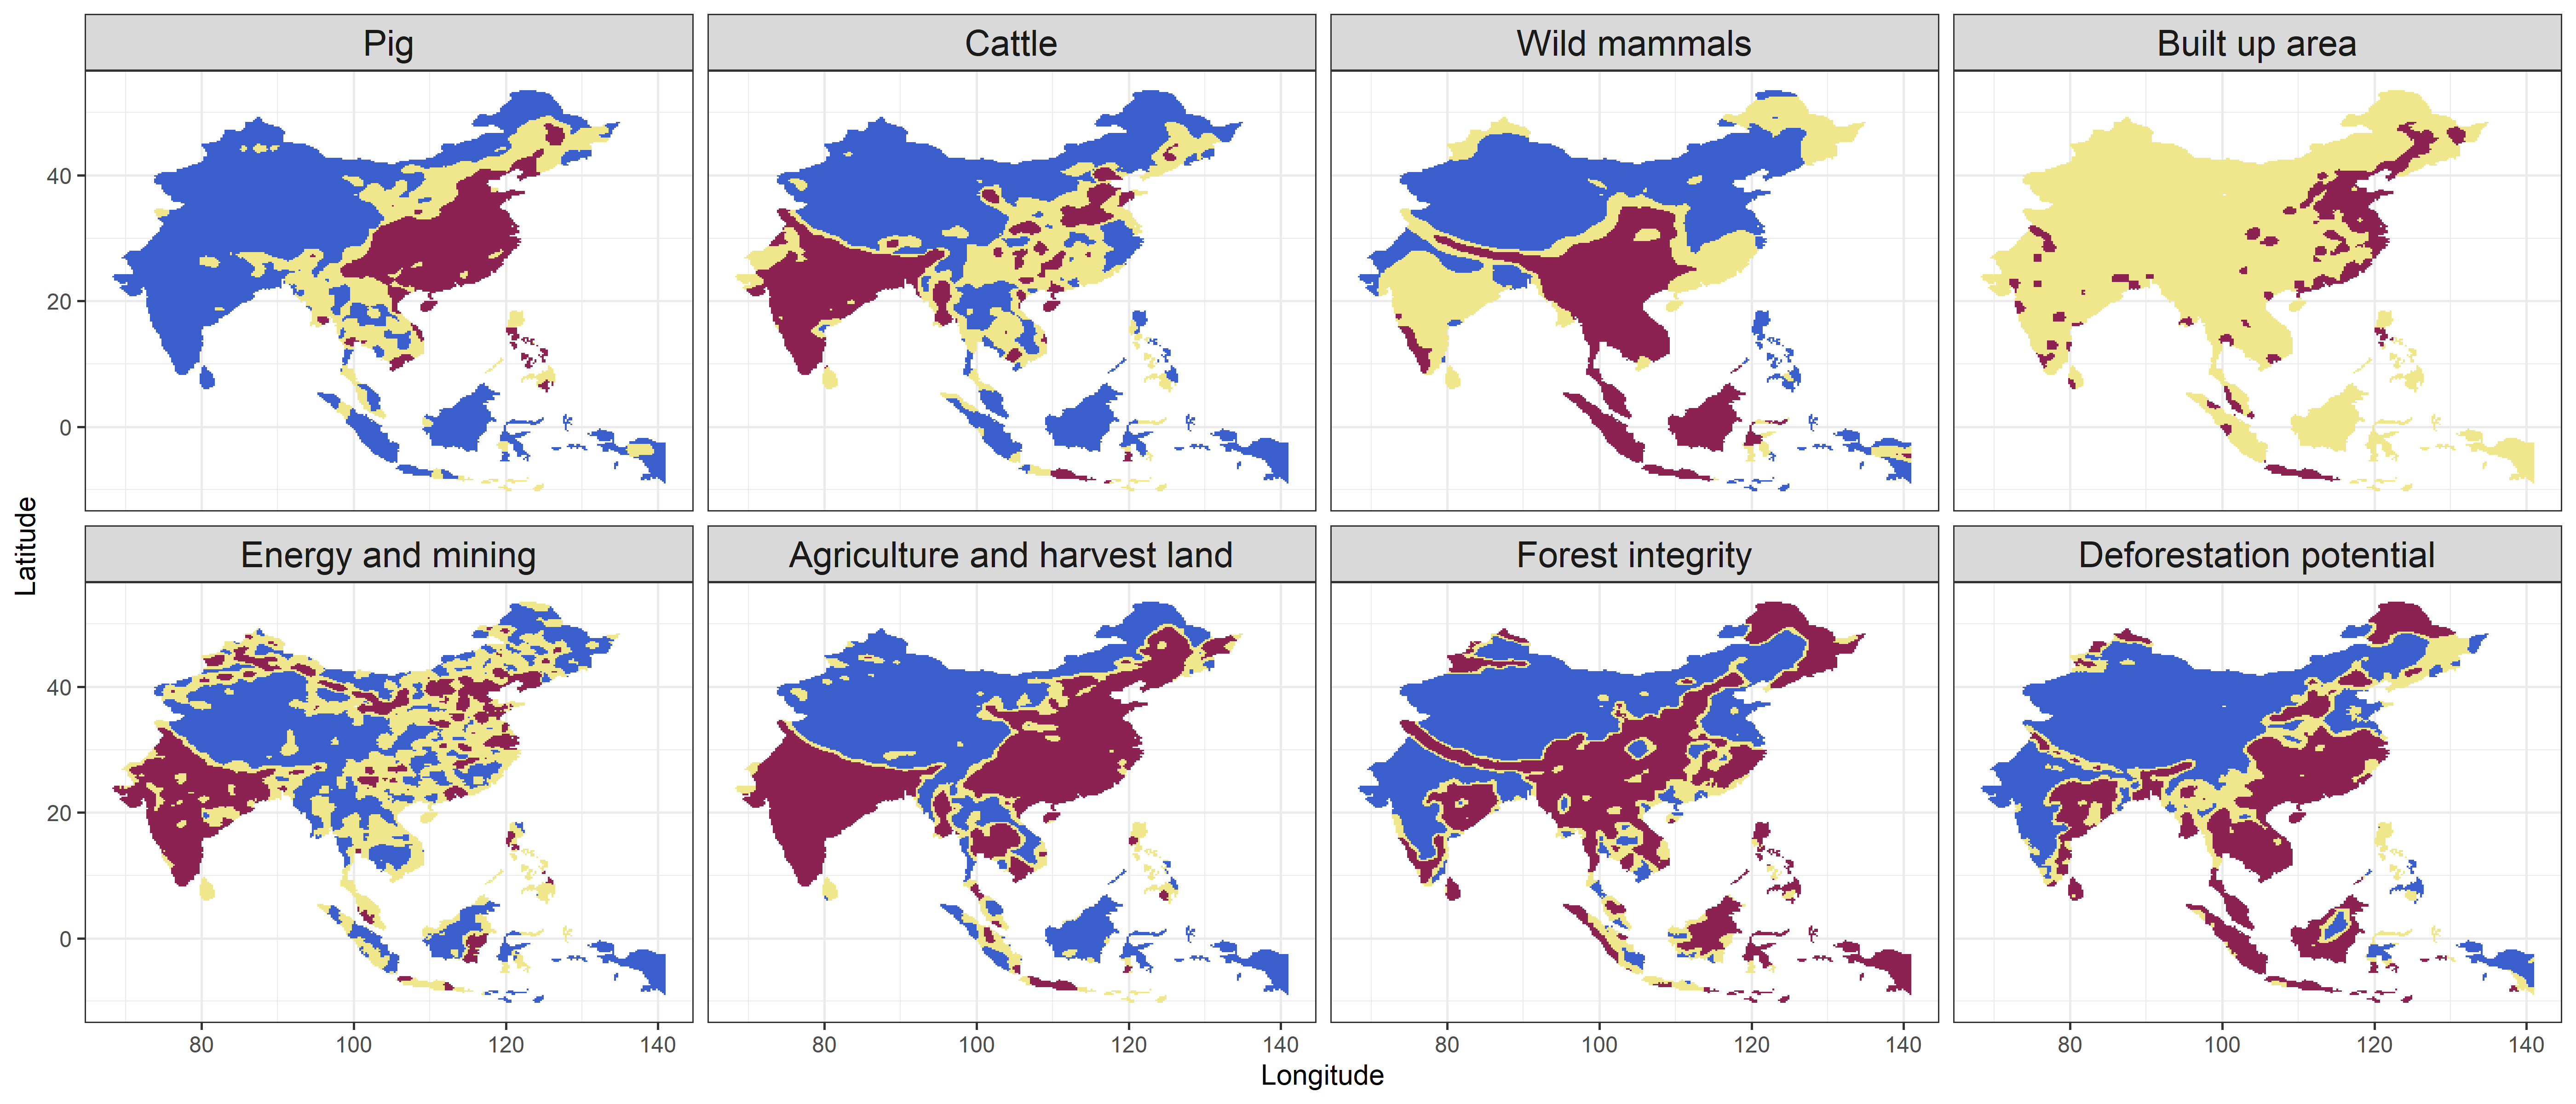 Pig
Cattle
Wild mammals
Built up area
40
20
0
Latitude
Energy and mining
Agriculture and harvest land
Forest integrity
Deforestation potential
40
20
0
80 100 120 140
80 100 120 140
80 100 120 140
80 100 120 140
Longitude